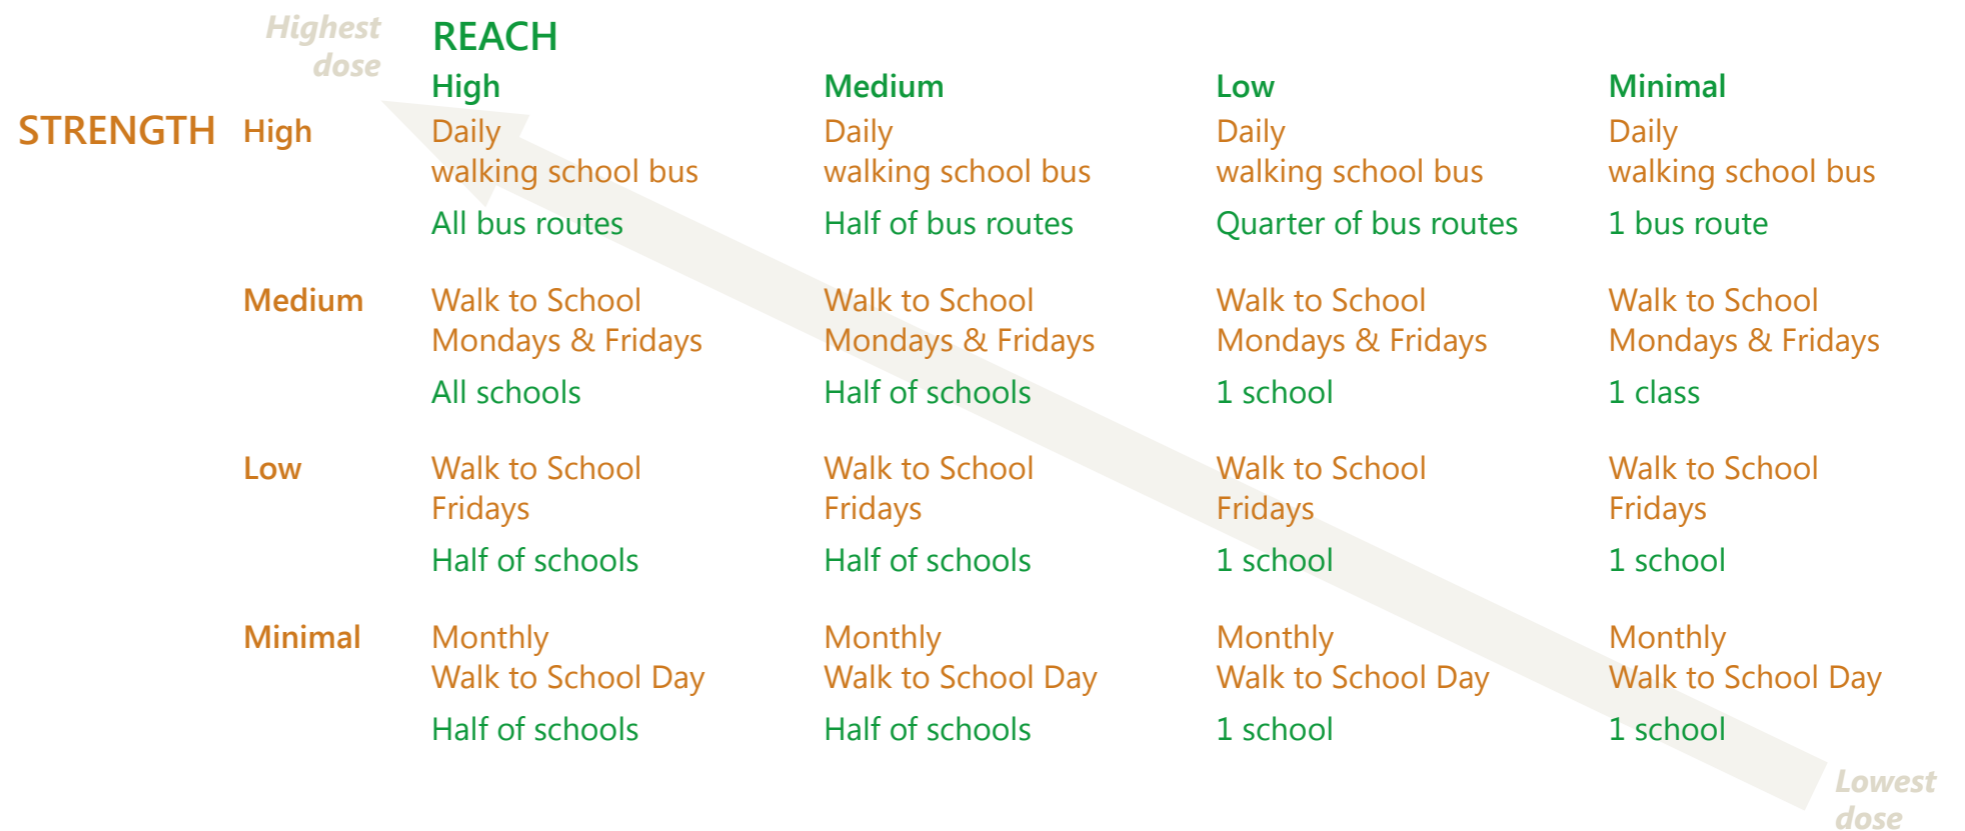 Highest
dose
REACH
High Medium Low Minimal
STRENGTH High Daily Daily Daily Daily
walking school bus walking school bus walking school bus walking school bus
All bus routes Half of bus routes Quarter of bus routes 1 bus route
Medium Walk to School Walk to School Walk to School Walk to School
Mondays & Fridays Mondays & Fridays Mondays & Fridays Mondays & Fridays
All schools Half of schools 1 school 1 class
Low Walk to School Walk to School Walk to School Walk to School
Fridays Fridays Fridays Fridays
Half of schools Half of schools 1 school 1 school
Minimal Monthly Monthly Monthly Monthly
Walk to School Day Walk to School Day Walk to School Day Walk to School Day
Half of schools Half of schools 1 school 1 school
Lowest
dose